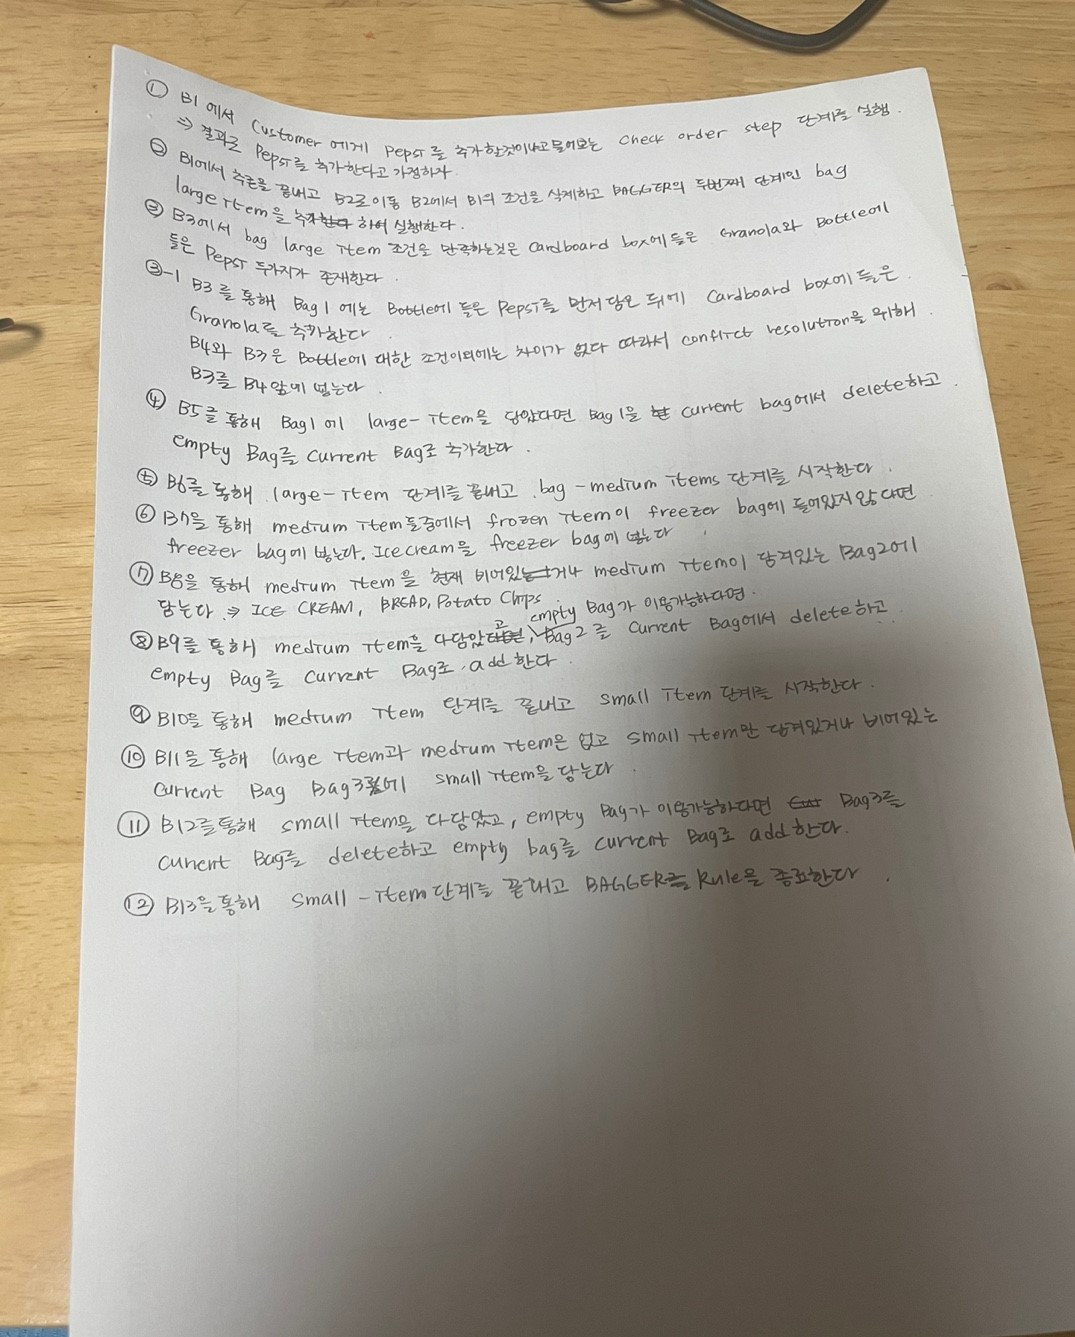 ① B1에서 Customer에게 Pepsi를 추가할것이냐고물어보는 Check order step 단계를 실행.
⇒ 결과로 Pepsi를 추가한다고 가정하자.
② B1에서 추론을 끝내고 B2로이동 B2에서 B1의 조건을 삭제하고 BAGGER의 두번째 단계인 bag
large item을 하여 실행한다.
③ B3에서 bag large item 조건을 만족하는것은 Cardboard box에 들은 Granola와 Bottle에
들은 Pepsi 두가지가 존재한다.
③-1 B3를 통해 Bag1에는 Bottle에 들은 Pepsi를 먼저 담은 뒤에 Cardboard box에 들은
Granola를 추가한다
B4와 B3은 Bottle에 대한 조건이외에는 차이가 없다 따라서 conflict resolution을 위해
B3를 B4앞에 넣는다.
④ B5를 통해 Bag1에 large-item을 담았다면 Bag1을 current bag에서 delete하고
empty Bag를 current Bag로 추가한다.
⑤ B6를 통해 large-item 단계를 끝내고 bag-medium items 단계를 시작한다.
⑥ B7을 통해 medium item들중에서 frozen item이 freezer bag에 들어있지 않다면
freezer bag에 넣는다. Ice cream을 freezer bag에 넣는다
⑦ B8을 통해 medium item을 현재 비어있거나 medium item이 담겨있는 Bag2에
담는다. ⇒ ICE CREAM, BREAD, Potato Chips
⑧ B9를 통해 medium item을 다담았고, empty Bag가 이용가능하다면 Bag2를 Current Bag에서 delete하고
empty Bag를 current Bag로 add한다.
⑨ B10을 통해 medium item 단계를 끝내고 small item 단계를 시작한다.
⑩ B11을 통해 large item과 medium item은 없고 small item만 담겨있거나 비어있는
Current Bag Bag3에 small item을 담는다.
⑪ B12를통해 small item을 다담았고, empty Bag가 이용가능하다면 Bag3를
current Bag를 delete하고 empty bag를 current Bag로 add한다.
⑫ B13을 통해 small-item단계를 끝내고 BAGGER Rule을 종료한다.